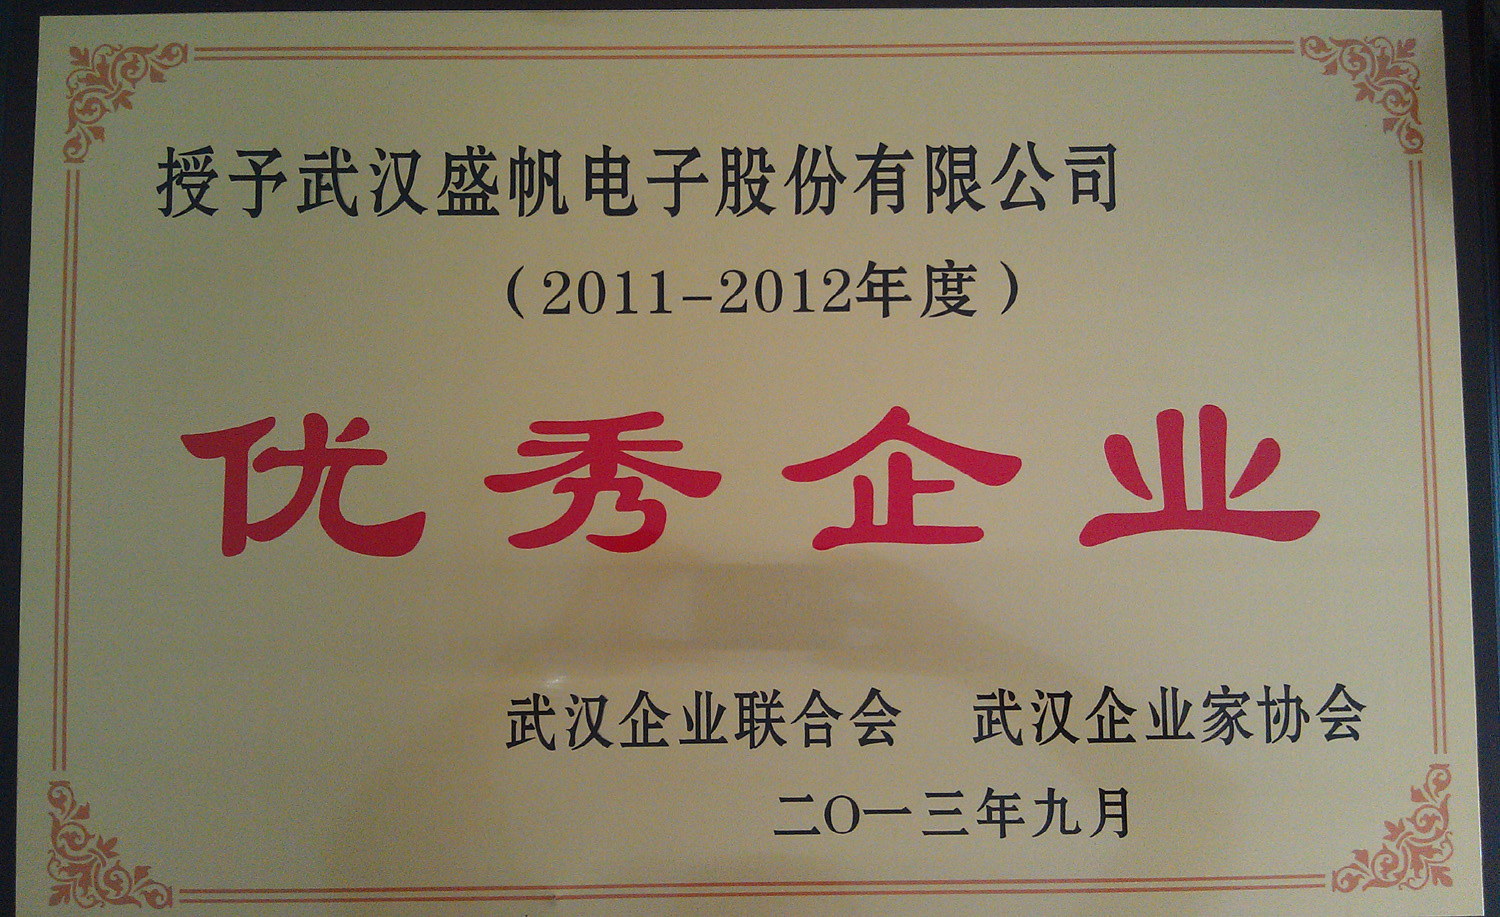 授予武汉盛帆电子股份有限公司
（2011-2012年度）
优秀企业
武汉企业联合会 武汉企业家协会
二〇一三年九月